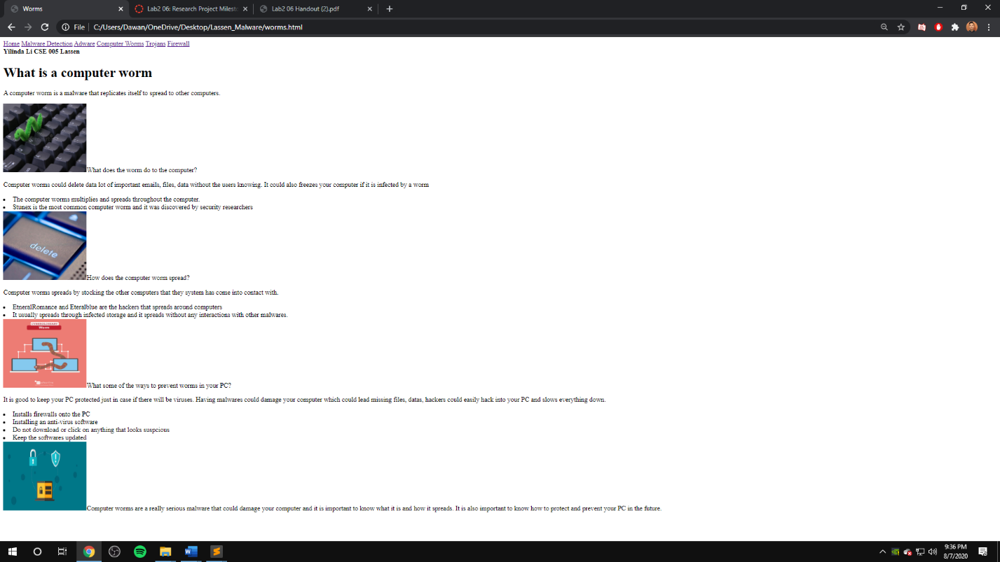 Worms
Lab2 06: Research Project Milest
Lab2 06 Handout (2).pdf
File C:/Users/Dawan/OneDrive/Desktop/Lassen_Malware/worms.html
Home Malware Detection Adware Computer Worms Trojans Firewall
Yilinda Li CSE 005 Lassen
What is a computer worm
A computer worm is a malware that replicates itself to spread to other computers.
What does the worm do to the computer?
Computer worms could delete data lot of important emails, files, data without the users knowing. It could also freezes your computer if it is infected by a worm
• The computer worms multiplies and spreads throughout the computer.
• Stunex is the most common computer worm and it was discovered by security researchers
delete
How does the computer worm spread?
Computer worms spreads by stocking the other computers that they system has come into contact with.
• EtneralRomance and Eteralblue are the hackers that spreads around computers
• It usually spreads through infected storage and it spreads without any interactions with other malwares.
Worm
What some of the ways to prevent worms in your PC?
It is good to keep your PC protected just in case if there will be viruses. Having malwares could damage your computer which could lead missing files, datas, hackers could easily hack into your PC and slows everything down.
• Installs firewalls onto the PC
• Installing an anti-virus software
• Do not download or click on anything that looks suspcious
• Keep the softwares updated
Computer worms are a really serious malware that could damage your computer and it is important to know what it is and how it spreads. It is also important to know how to protect and prevent your PC in the future.
9:36 PM
8/7/2020